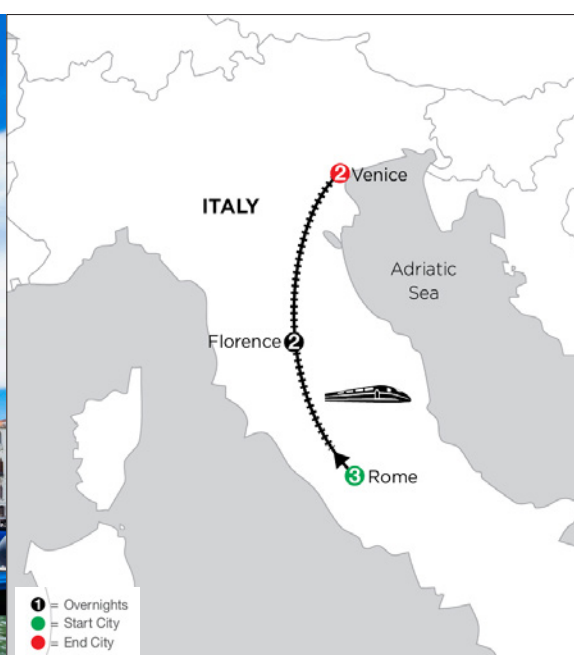 2 Venice
ITALY
Adriatic
Sea
Florence 2
3 Rome
1 = Overnights
= Start City
= End City